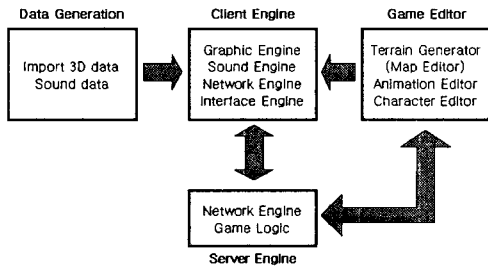 Data Generation
Import 3D data
Sound data
Client Engine
Graphic Engine
Sound Engine
Network Engine
Interface Engine
Game Editor
Terrain Generator
(Map Editor)
Animation Editor
Character Editor
Network Engine
Game Logic
Server Engine